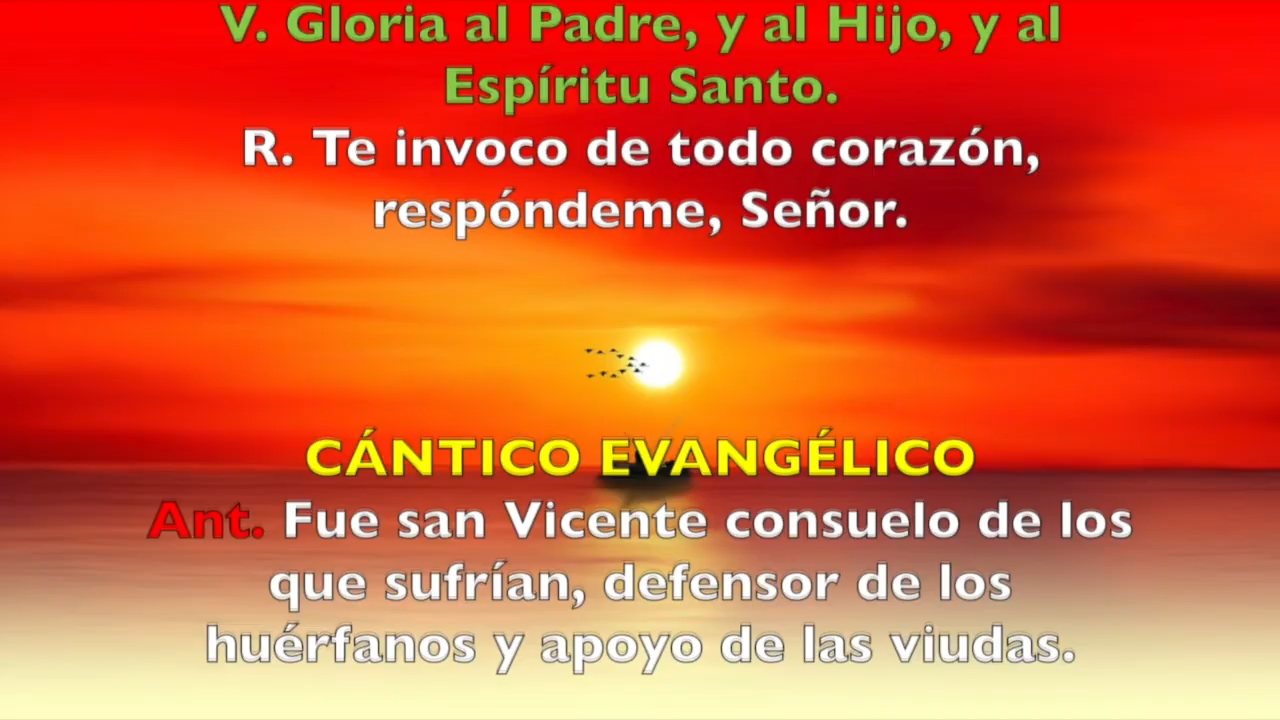 V. Gloria al Padre, y al Hijo, y al
Espíritu Santo.
R. Te invoco de todo corazón,
respóndeme, Señor.
CÁNTICO EVANGÉLICO
Ant. Fue san Vicente consuelo de los
que sufrían, defensor de los
huérfanos y apoyo de las viudas.